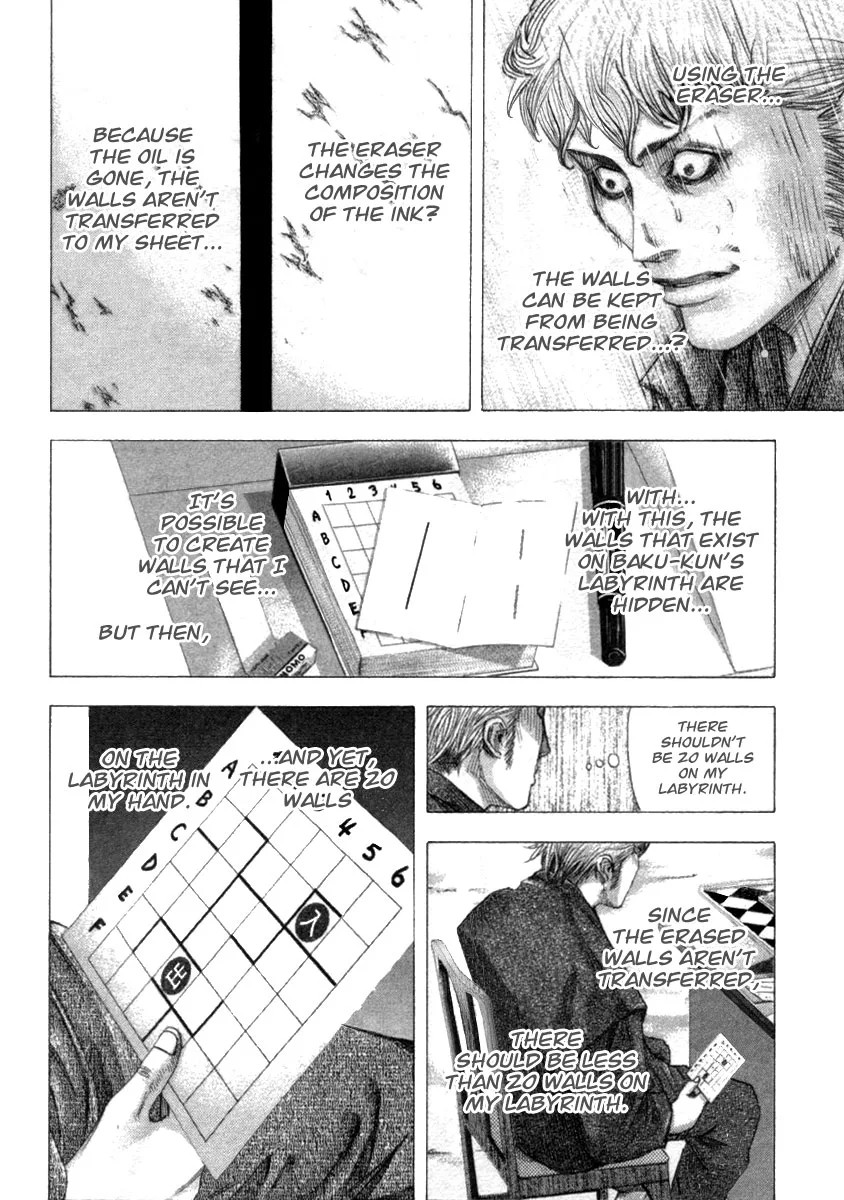 USING THE
ERASER...
THE WALLS
CAN BE KEPT
FROM BEING
TRANSFERRED...?
THE ERASER
CHANGES THE
COMPOSITION
OF THE INK?
BECAUSE
THE OIL IS
GONE, THE
WALLS AREN'T
TRANSFERRED
TO MY SHEET...
WITH...
WITH THIS, THE
WALLS THAT EXIST
ON BAKU-KUN'S
LABYRINTH ARE
HIDDEN...
IT'S
POSSIBLE
TO CREATE
WALLS THAT I
CAN'T SEE...
BUT THEN,
1 2 3 4 5 6
A
B
C
D
E
F
NOMO
THERE
SHOULDN'T
BE 20 WALLS
ON MY
LABYRINTH.
...AND YET,
THERE ARE 20
WALLS
ON THE
LABYRINTH IN
MY HAND.
A
B
C
D
E
F
4 5 6
入
出
SINCE
THE ERASED
WALLS AREN'T
TRANSFERRED,
THERE
SHOULD BE LESS
THAN 20 WALLS ON
MY LABYRINTH.